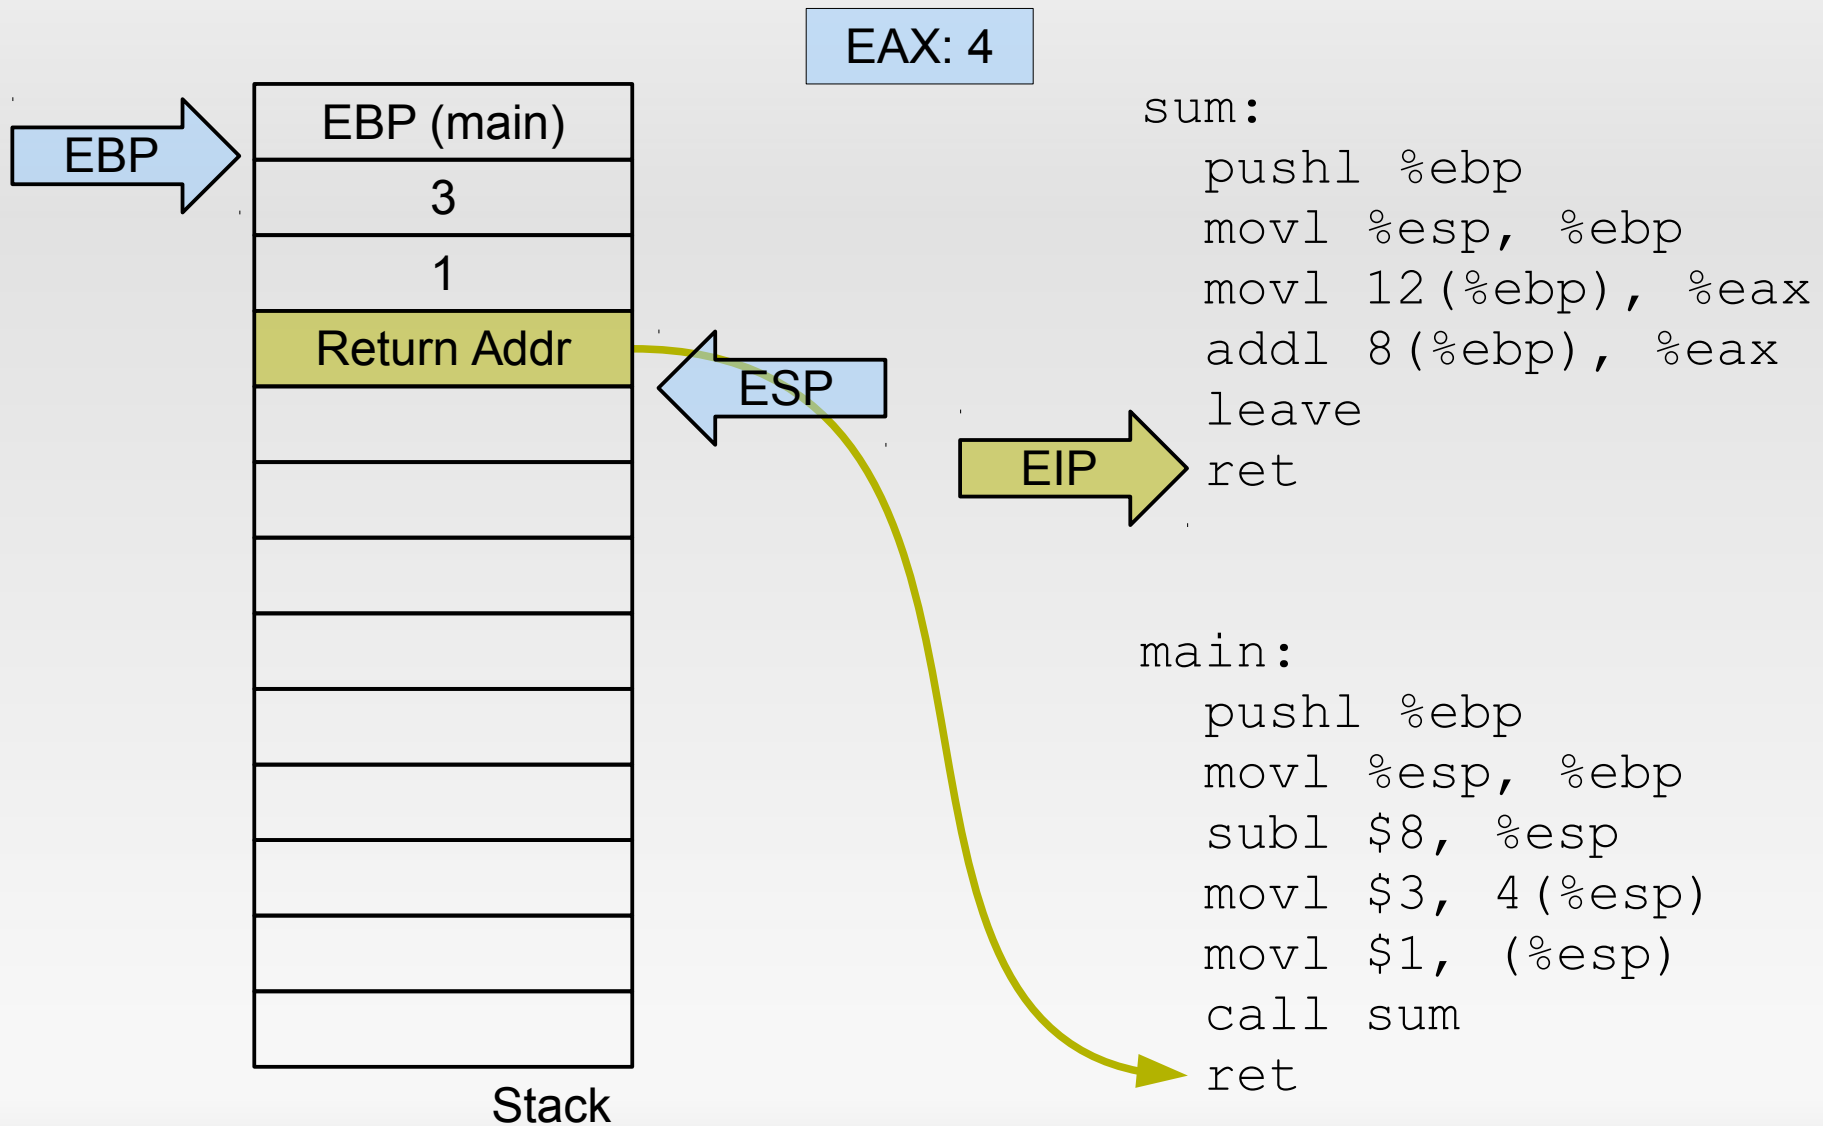 EAX: 4
EBP
EBP (main)
3
1
Return Addr
ESP
EIP
Stack
sum:
pushl %ebp
movl %esp, %ebp
movl 12(%ebp), %eax
addl 8(%ebp), %eax
leave
ret
main:
pushl %ebp
movl %esp, %ebp
subl $8, %esp
movl $3, 4(%esp)
movl $1, (%esp)
call sum
ret